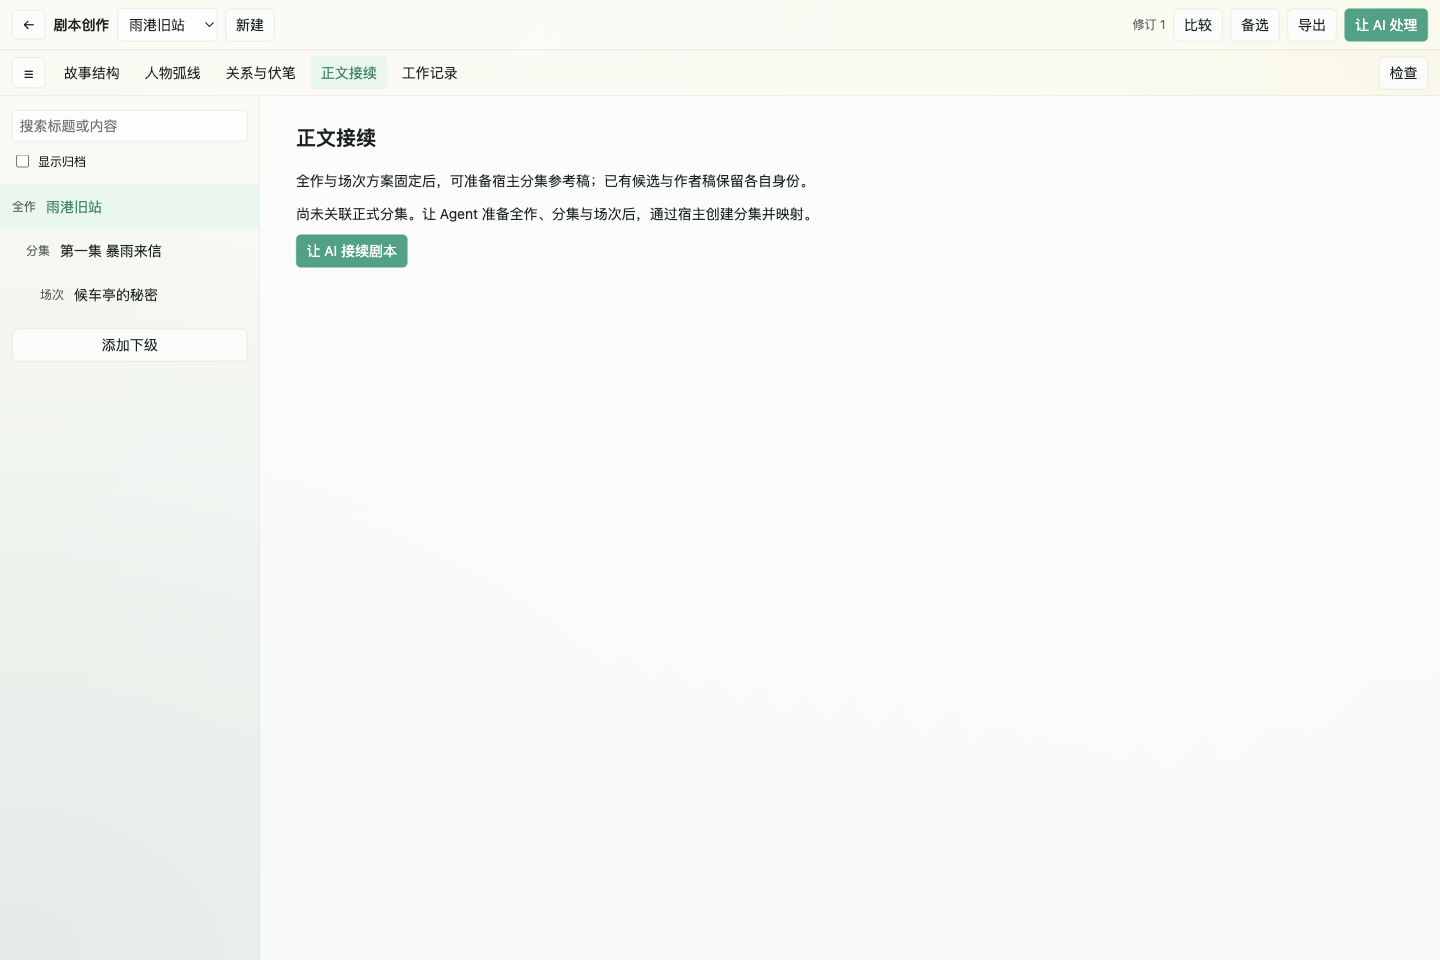 ← 剧本创作 雨港旧站 新建 修订 1 比较 备选 导出 让 AI 处理
≡ 故事结构 人物弧线 关系与伏笔 正文接续 工作记录 检查
搜索标题或内容
显示归档
全作 雨港旧站
分集 第一集 暴雨来信
场次 候车亭的秘密
添加下级
正文接续
全作与场次方案固定后，可准备宿主分集参考稿；已有候选与作者稿保留各自身份。
尚未关联正式分集。让 Agent 准备全作、分集与场次后，通过宿主创建分集并映射。
让 AI 接续剧本